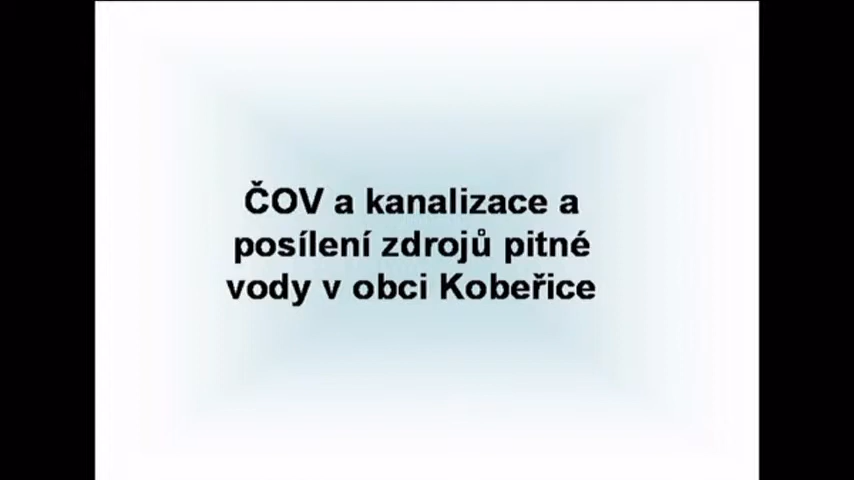 ČOV a kanalizace a
posílení zdrojů pitné
vody v obci Kobeřice